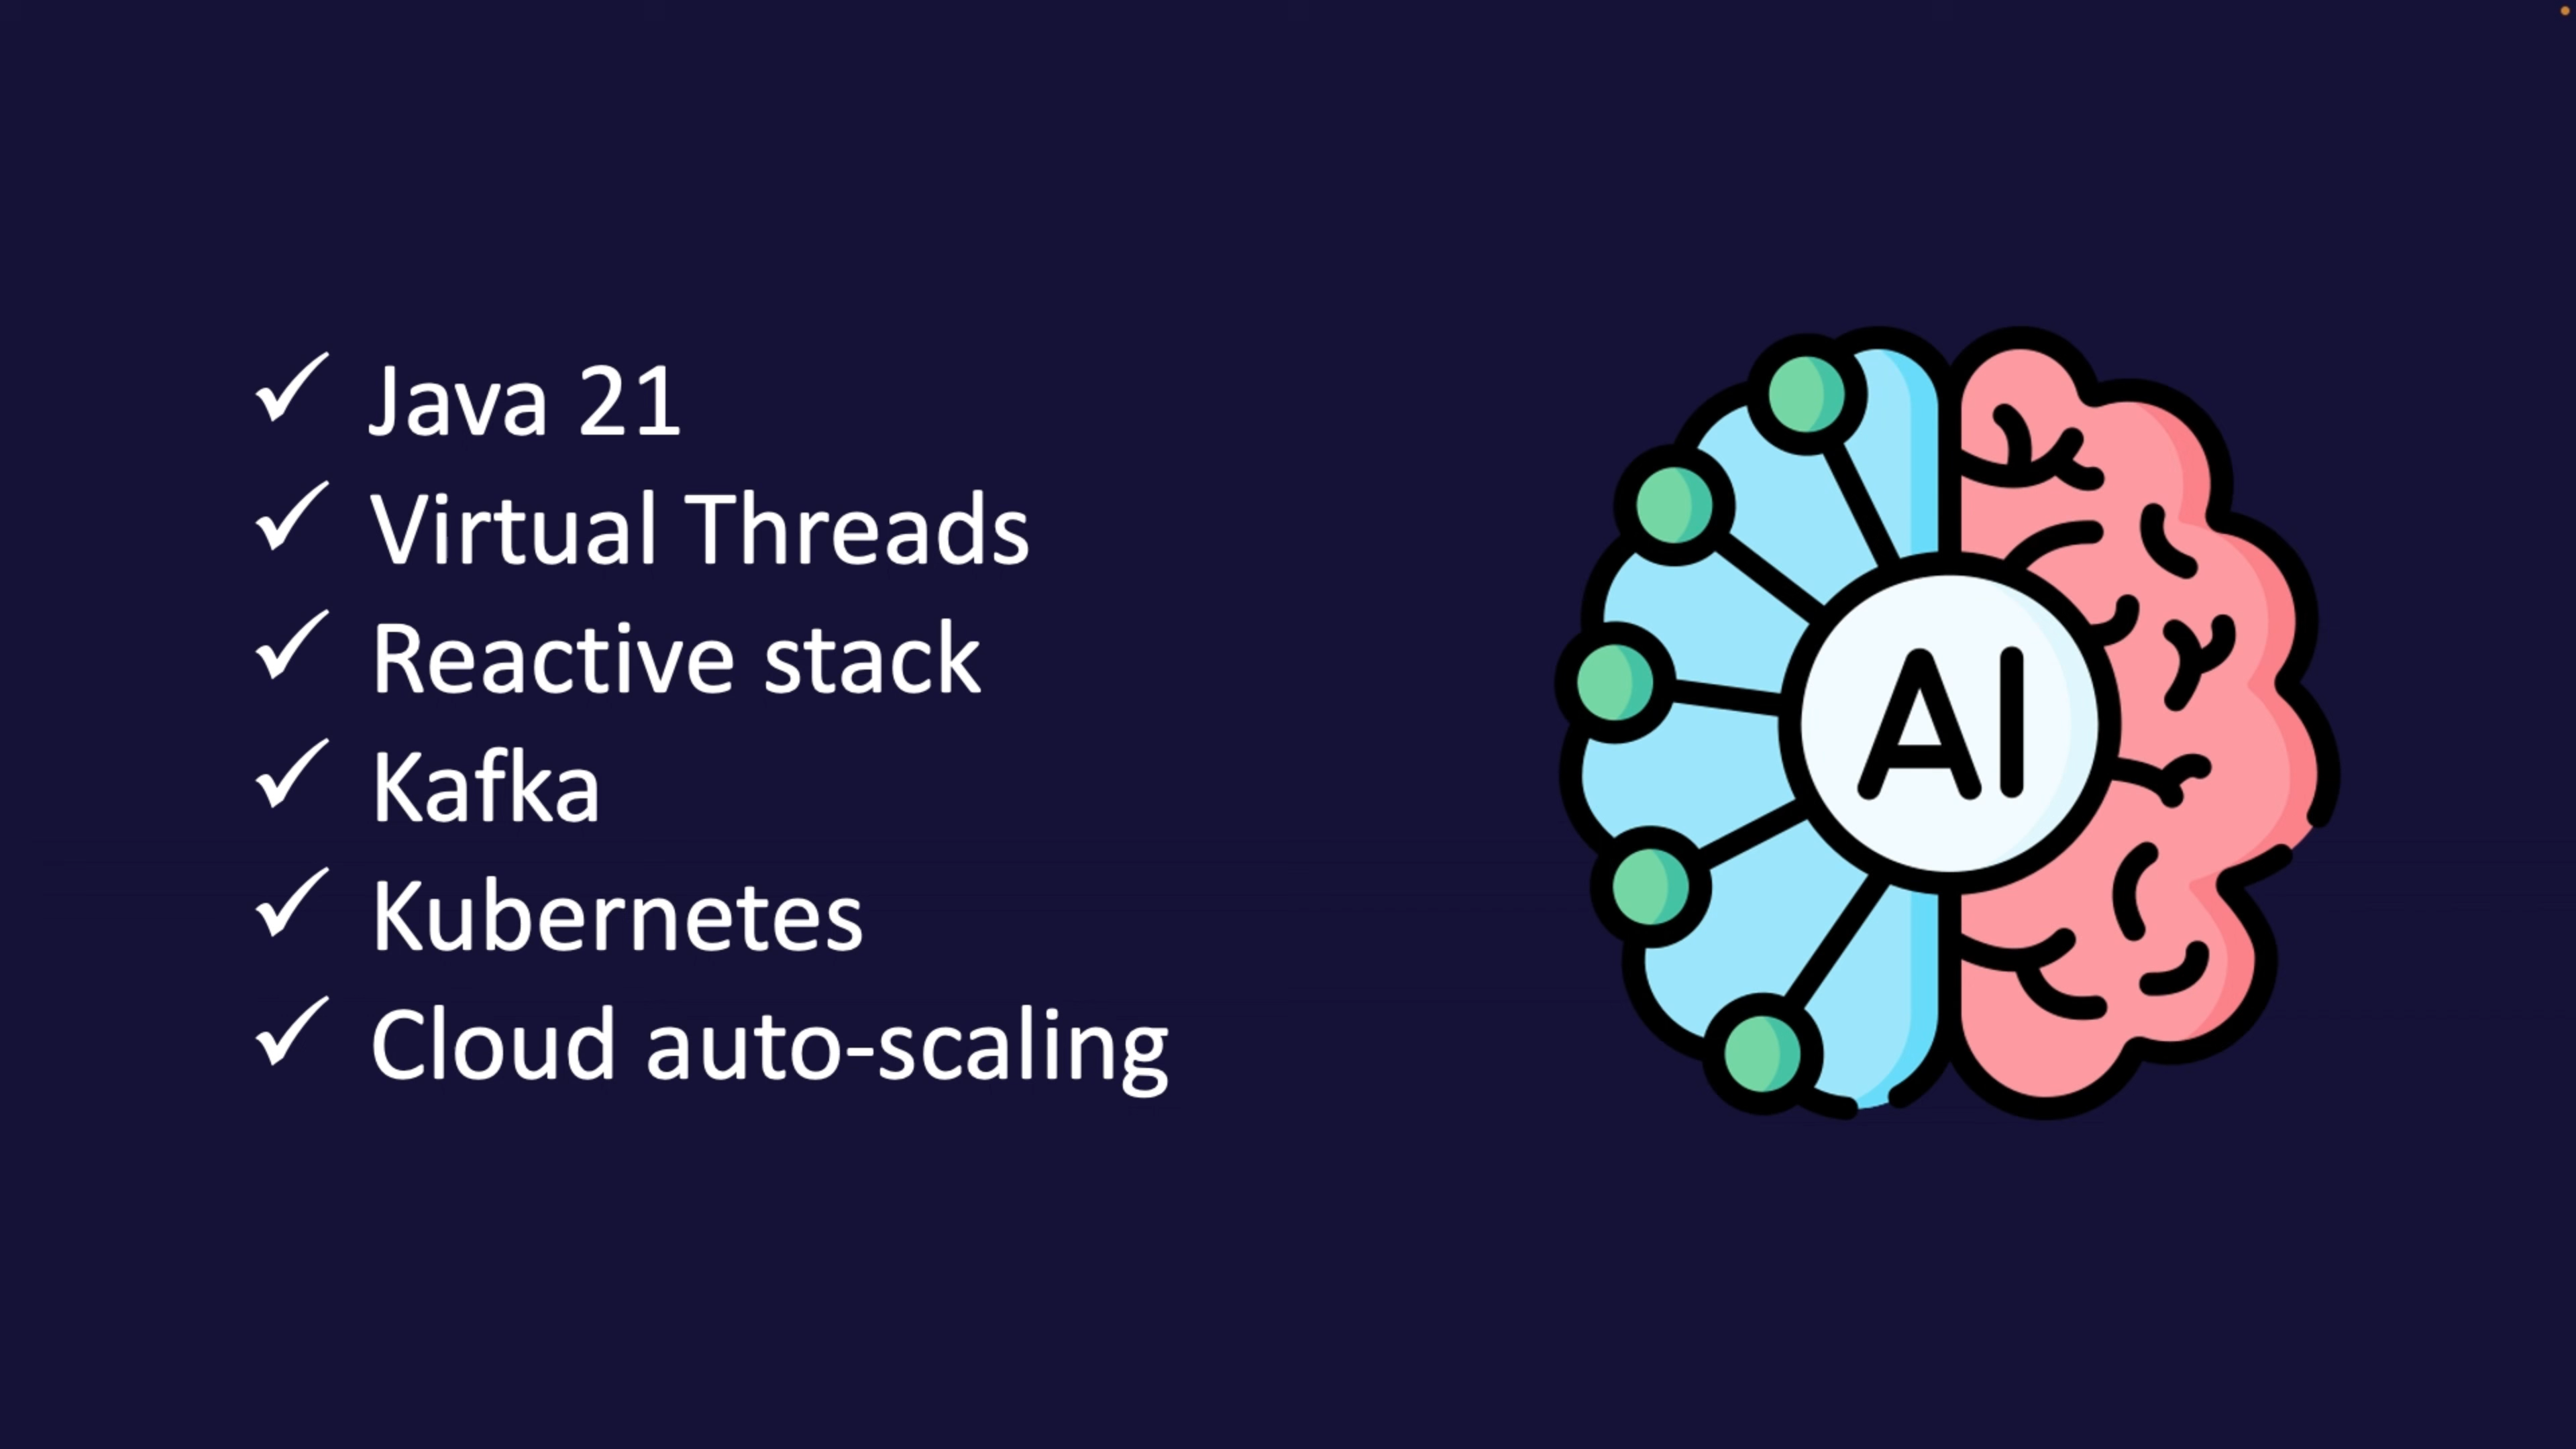 Java 21
Virtual Threads
Reactive stack
Kafka
Kubernetes
Cloud auto-scaling
AI